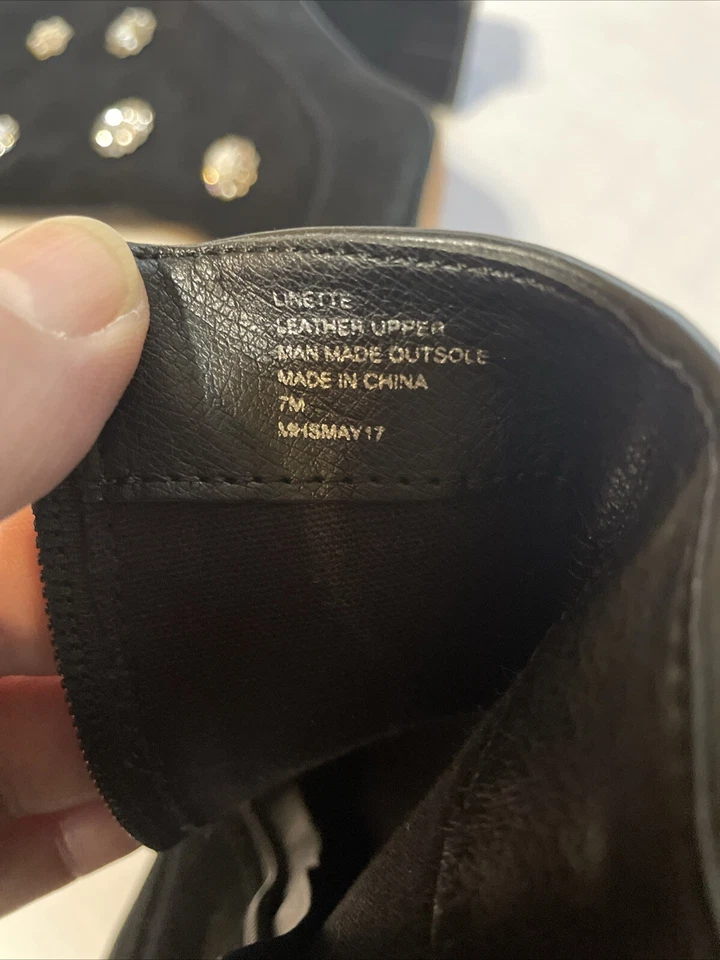 LINETTE
LEATHER UPPER
MAN MADE OUTSOLE
MADE IN CHINA
7M
MHSMAY17